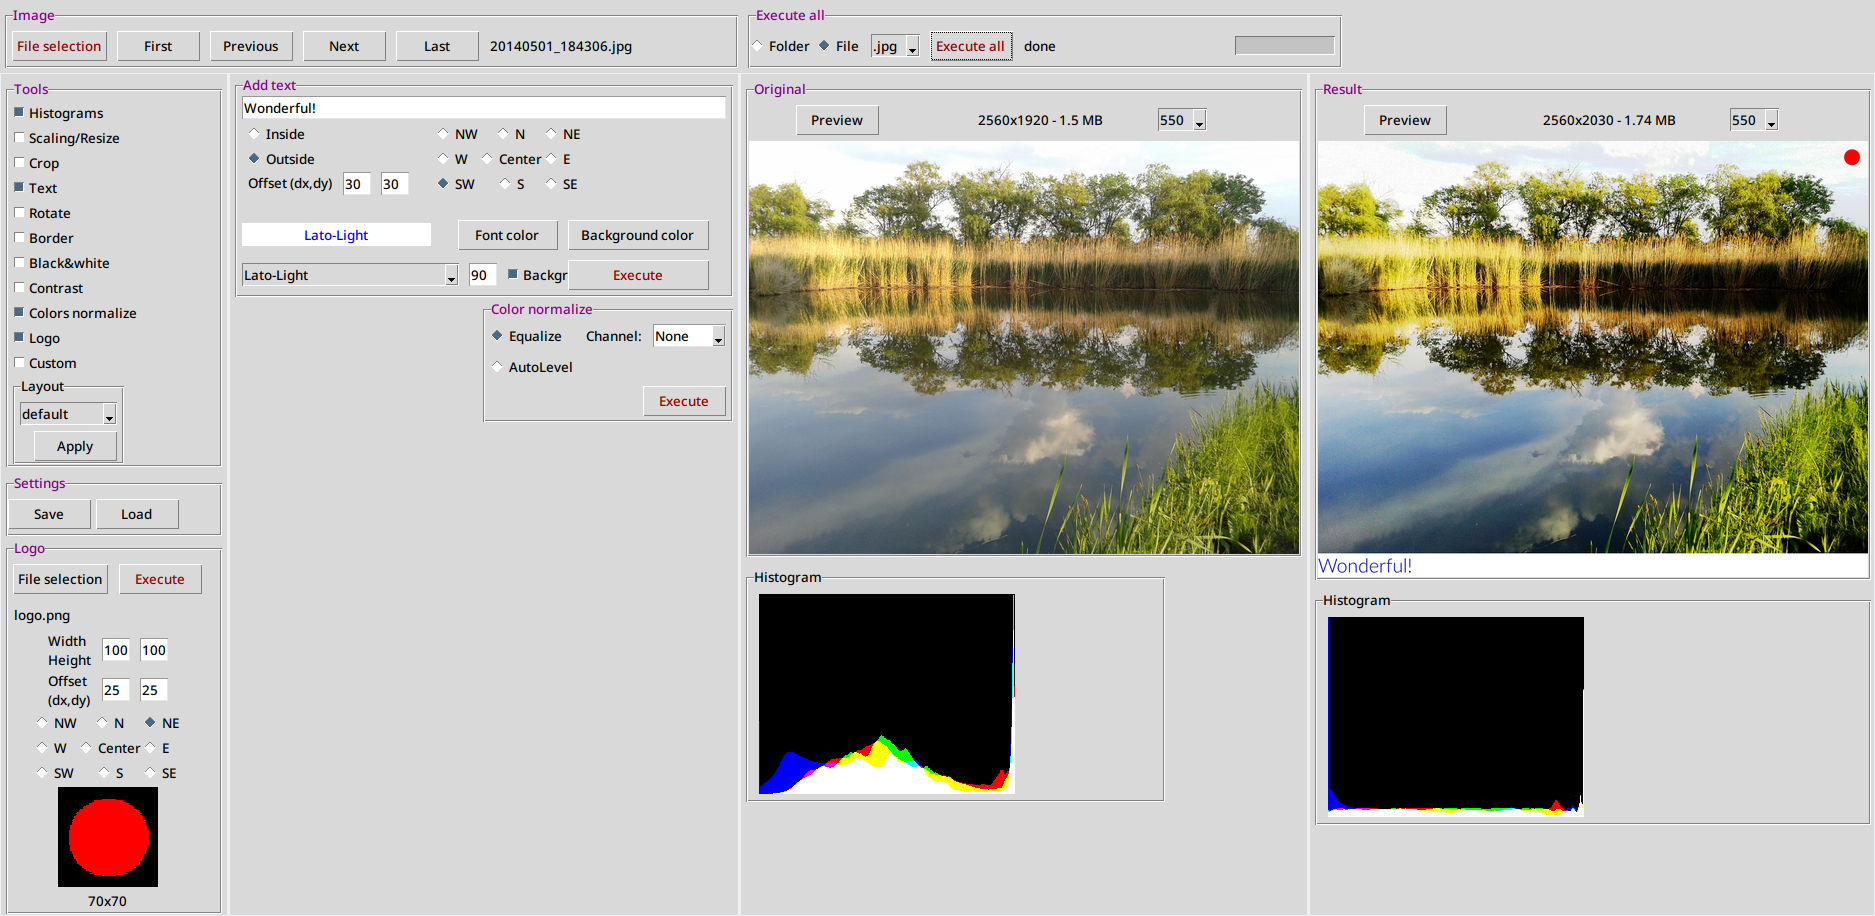 Image
File selection First Previous Next Last 20140501_184306.jpg
Execute all
Folder File .jpg Execute all done
Tools
Histograms
Scaling/Resize
Crop
Text
Rotate
Border
Black&white
Contrast
Colors normalize
Logo
Custom
Layout
default
Apply
Settings
Save Load
Logo
File selection Execute
logo.png
Width
Height 100 100
Offset
(dx,dy) 25 25
NW N NE
W Center E
SW S SE
70x70
Add text
Wonderful!
Inside NW N NE
Outside W Center E
Offset (dx,dy) 30 30 SW S SE
Lato-Light Font color Background color
Lato-Light 90 Backgr Execute
Color normalize
Equalize Channel: None
AutoLevel
Execute
Original
Preview 2560x1920 - 1.5 MB 550
Histogram
Result
Preview 2560x2030 - 1.74 MB 550
Wonderful!
Histogram